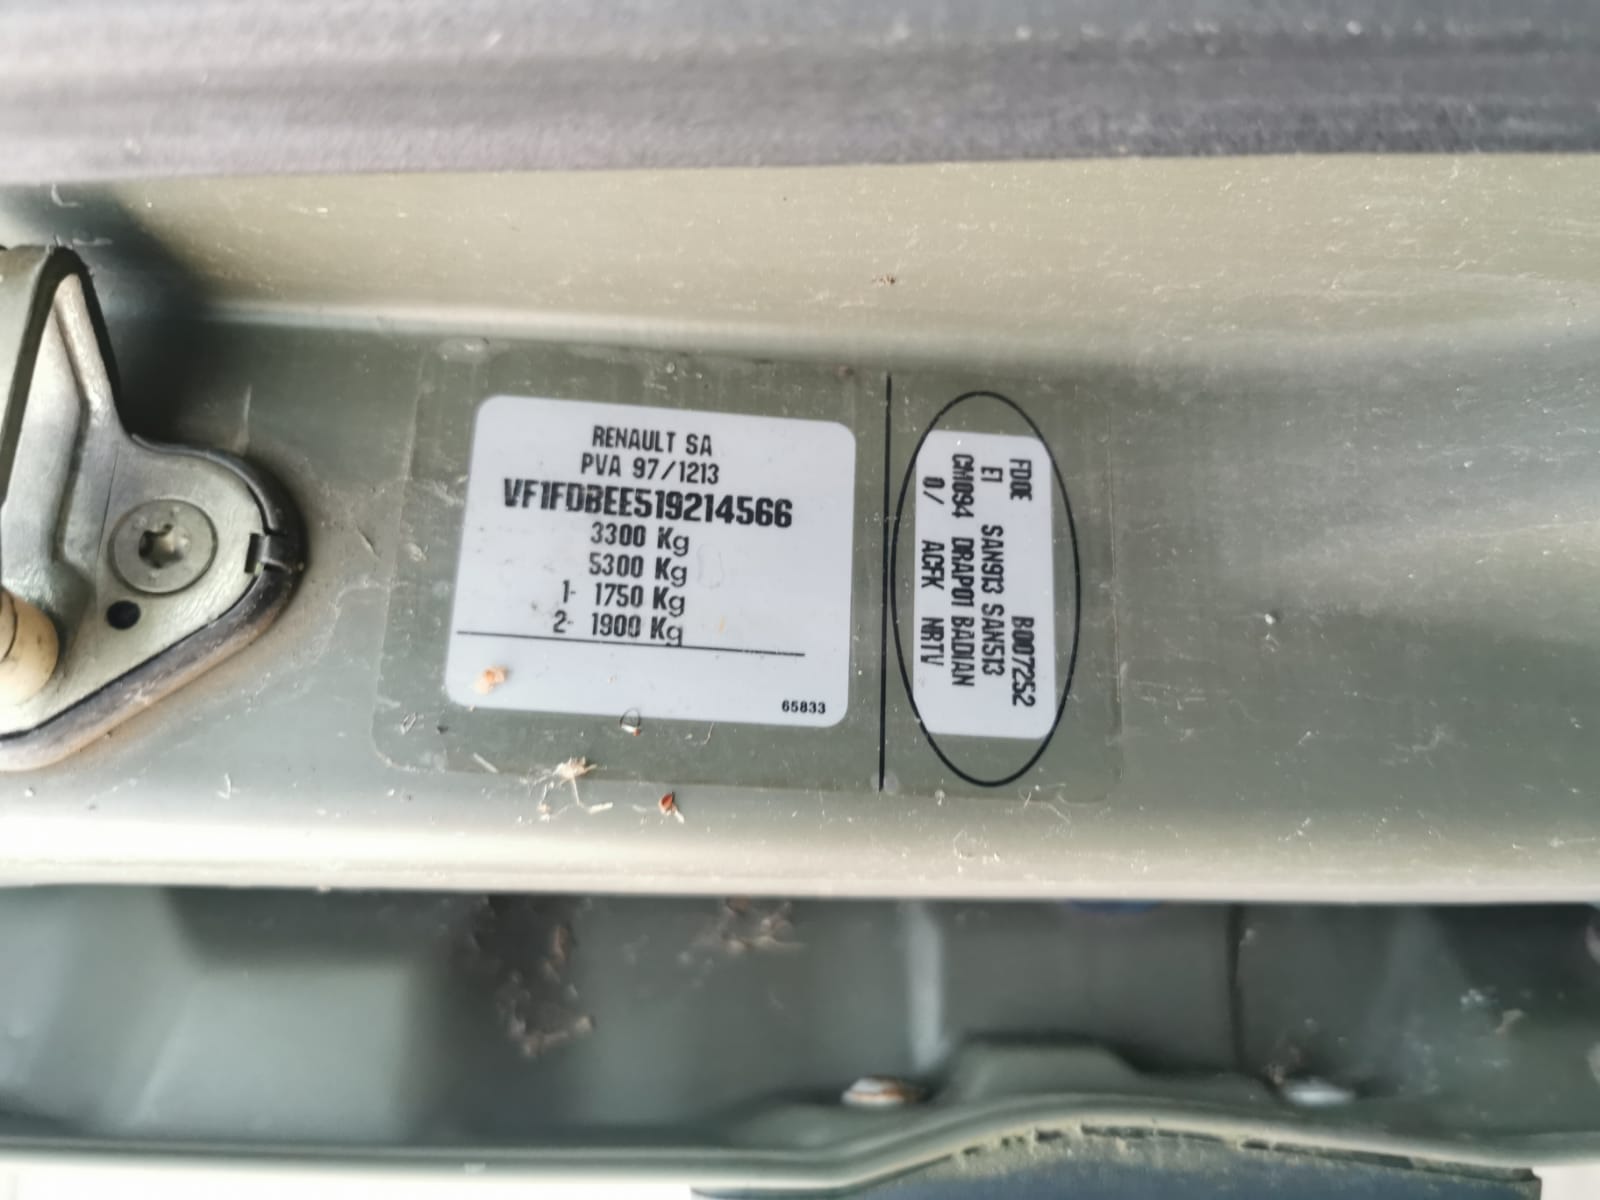 RENAULT SA
PVA 97/1213
VF1FDBEE519214566
3300 Kg
5300 Kg
1- 1750 Kg
2- 1900 Kg
65833
FDOE B007252
E1 SAN913 SAN513
CM0994 DRAP01 BADIAN
0/ ACFK NRTV